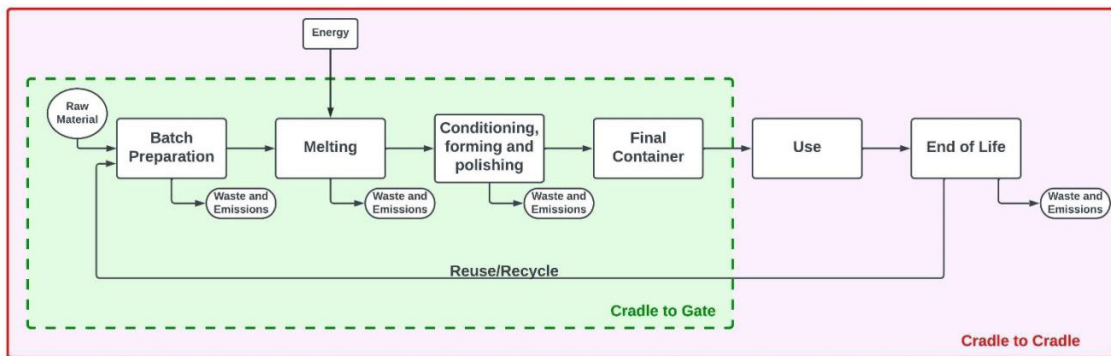 Energy
Raw
Material
Batch
Preparation
Melting
Conditioning,
forming and
polishing
Final
Container
Use
End of Life
Waste and
Emissions
Waste and
Emissions
Waste and
Emissions
Waste and
Emissions
Reuse/Recycle
Cradle to Gate
Cradle to Cradle